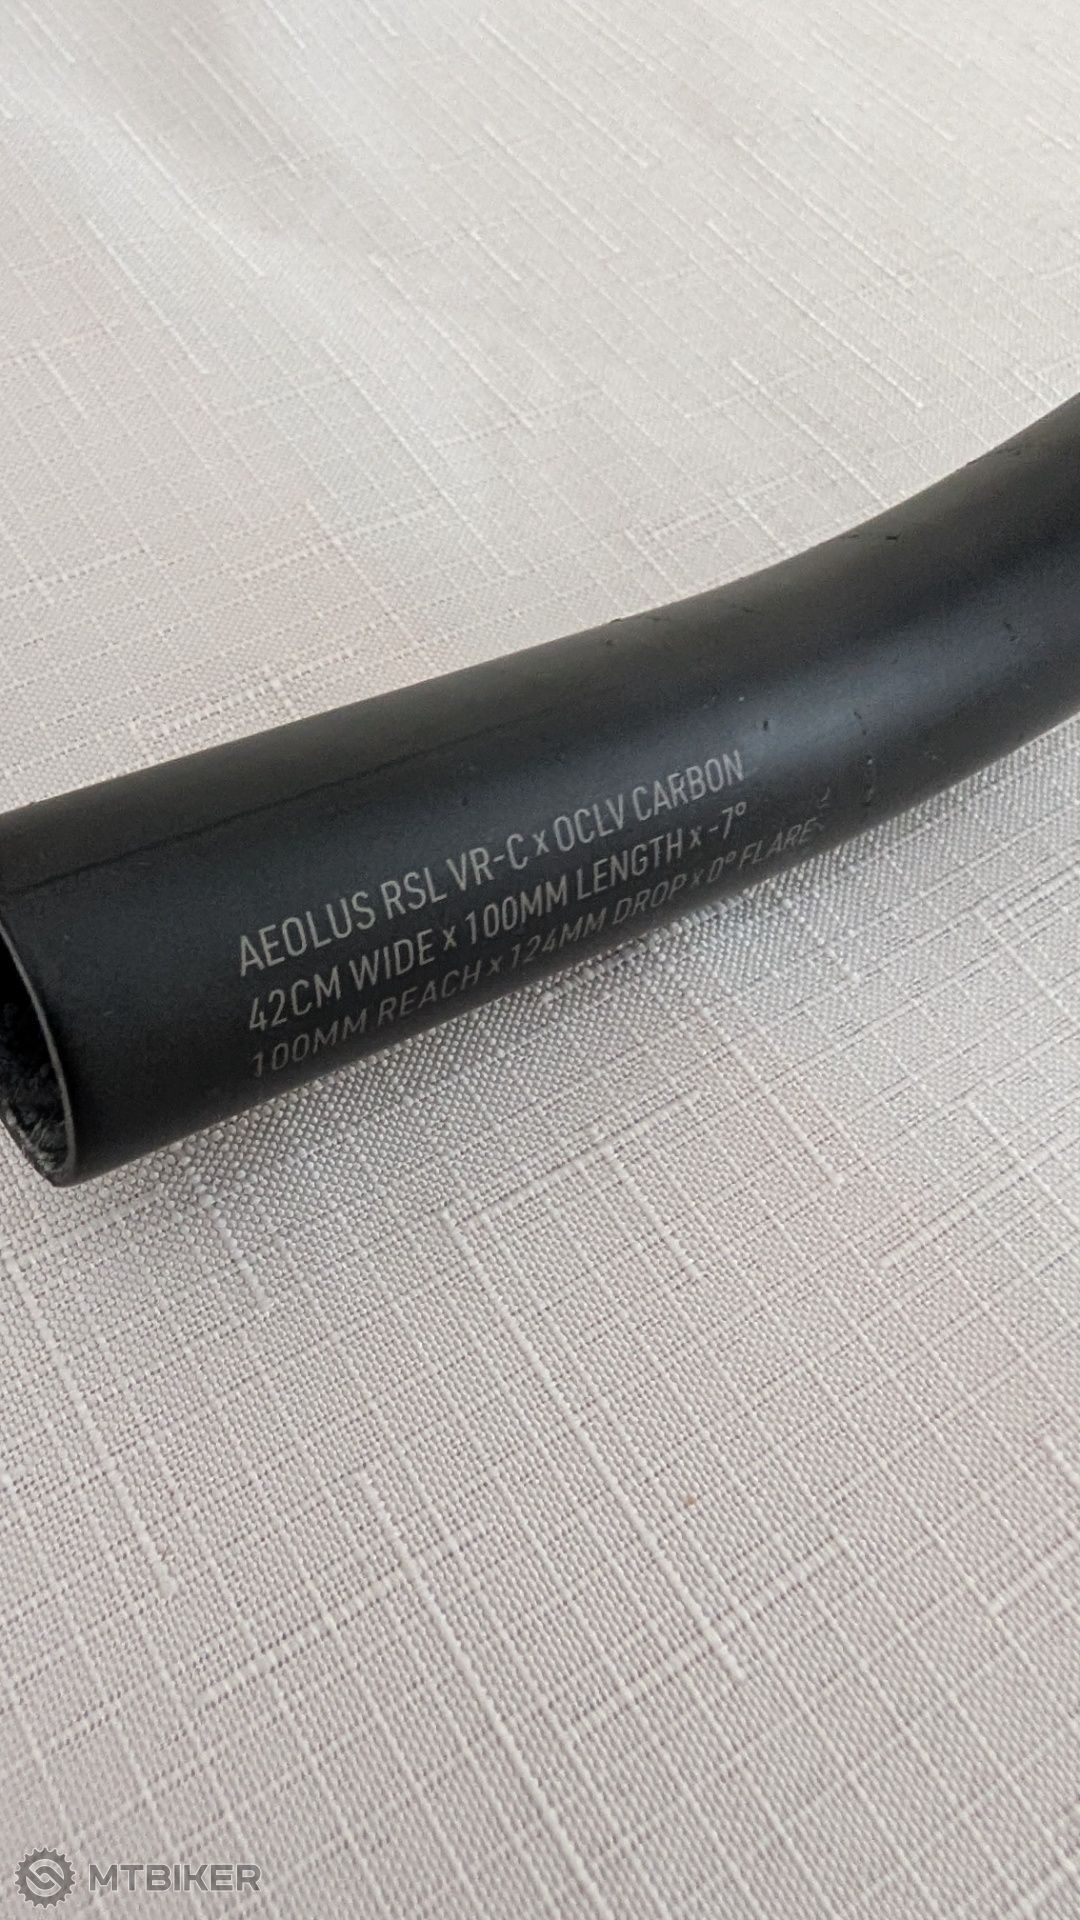 AEOLUS RSL VR-C x OCLV CARBON
42CM WIDE x 100MM LENGTH x -7°
100MM REACH x 124MM DROP x 0° FLARE
MTBIKER